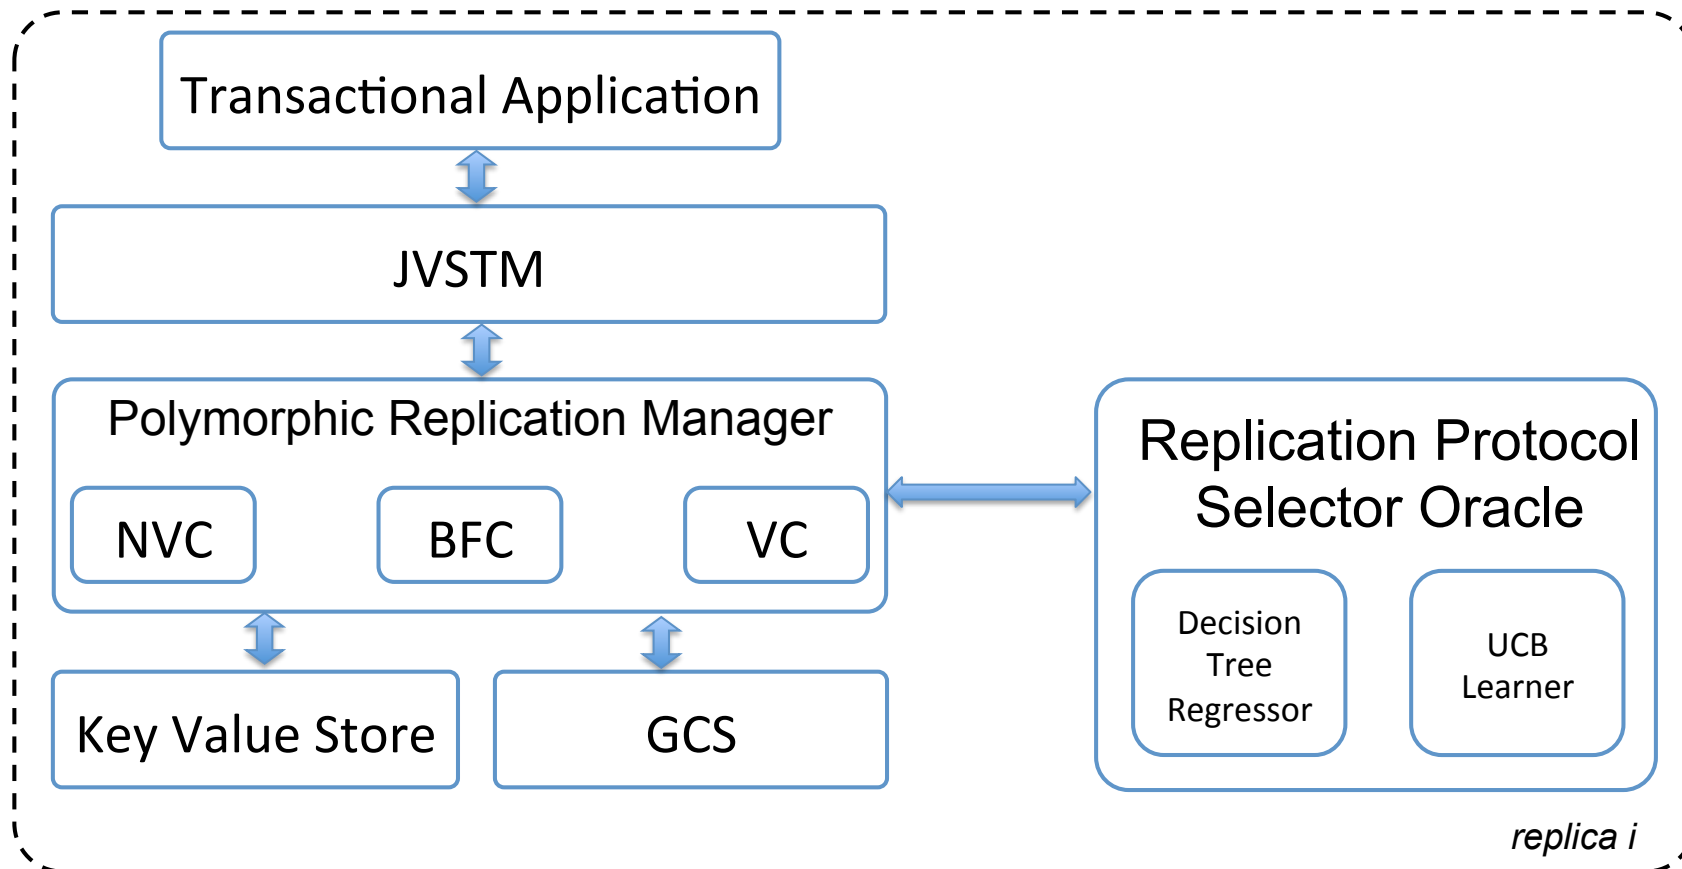 Transactional Application
JVSTM
Polymorphic Replication Manager
NVC
BFC
VC
Key Value Store
GCS
Replication Protocol
Selector Oracle
Decision
Tree
Regressor
UCB
Learner
replica i